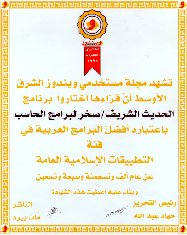 تشهد مجلة مستخدمي ويندوز الشرق
الأوسط أن قراءها اختاروا برنامج
الحديث الشريف/صخر لبرامج الحاسب
باعتباره أفضل البرامج العربية في
فئة
التطبيقات الإسلامية العامة
عن عام ألف وتسعمئة وسبعة وتسعين
وبناء عليه أعطيت هذه الشهادة
رئيس التحرير
الناشر
جهاد عبد الله